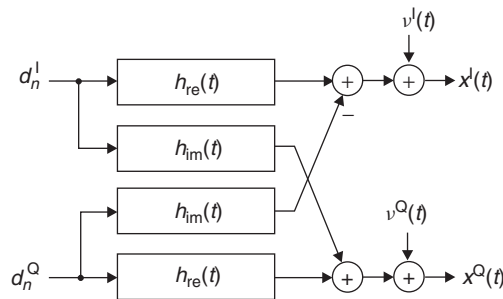 ν^I(t)
d_n^I
h_re(t)
+
+
x^I(t)
−
h_im(t)
h_im(t)
ν^Q(t)
d_n^Q
h_re(t)
+
+
x^Q(t)